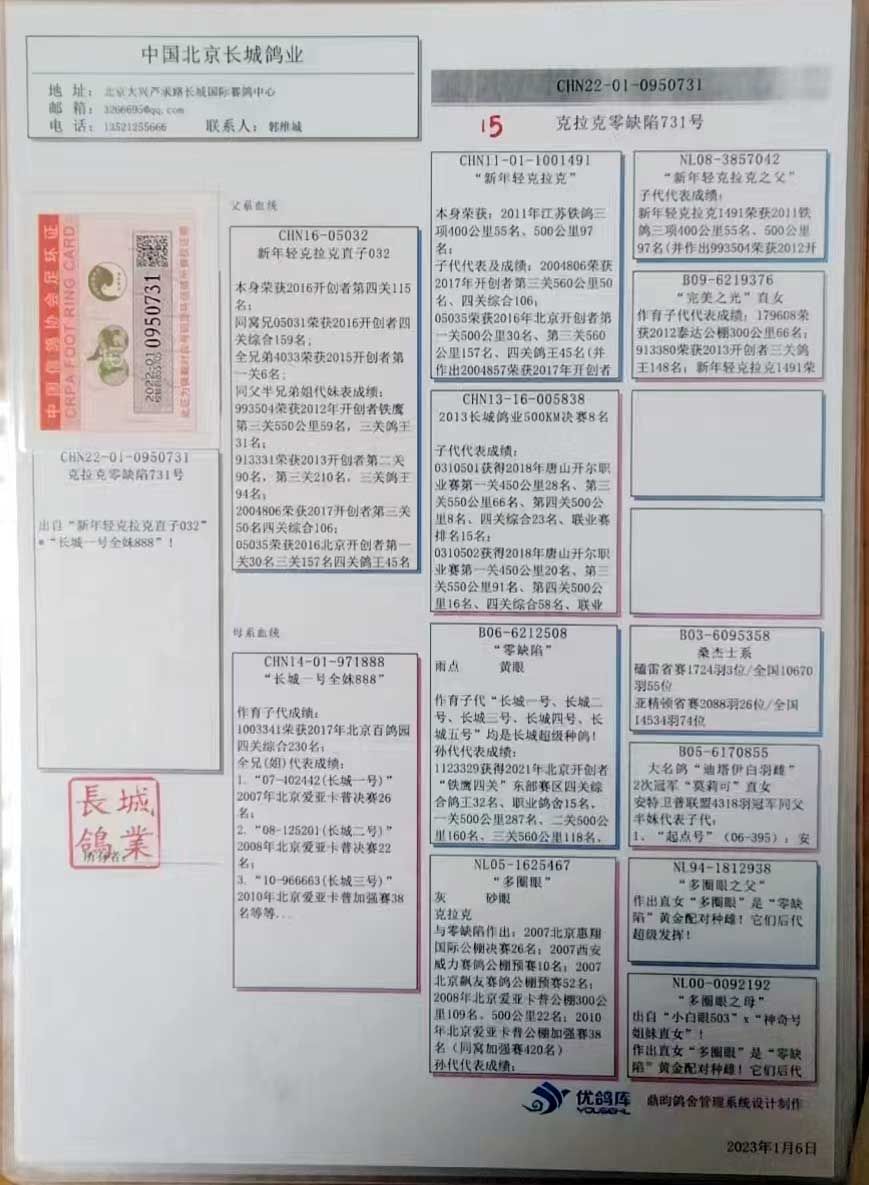 中国北京长城鸽业
地 址：北京大兴芦求路长城国际赛鸽中心
邮 箱：3266695@qq.com
电 话：13521255666 联系人：郭维城
CHN22-01-0950731
15
克拉克零缺陷731号
中国信鸽协会足环证
CRPA FOOT RING CARD
2022-01
0950731
CHN22-01-0950731
克拉克零缺陷731号
出自“新年轻克拉克直子032”
*“长城一号全妹888”！
長城
鴿業
父系血统
CHN16-05032
新年轻克拉克直子032
本身荣获2016开创者第四关115
名；
同窝兄05031荣获2016开创者四
关综合159名；
全兄弟4033荣获2015开创者第
一关6名；
同父半兄弟姐代妹表成绩：
993504荣获2012年开创者铁鹰
第三关550公里59名，三关鸽王
31名；
913331荣获2013开创者第二关
90名，第三关210名，三关鸽王
94名；
2004806荣获2017开创者第三关
50名四关综合106；
05035荣获2016北京开创者第一
关30名三关157名四关鸽王45名
母系血统
CHN14-01-971888
“长城一号全妹888”
作育子代成绩：
1003341荣获2017年北京百鸽园
四关综合230名；
全兄(姐)代表成绩：
1.“07-402442(长城一号)”
2007年北京爱亚卡普决赛26
名；
2.“08-125201(长城二号)”
2008年北京爱亚卡普决赛22
名；
3.“10-966663(长城三号)”
2010年北京爱亚卡普加强赛38
名等等...
CHN11-01-1001491
“新年轻克拉克”
本身荣获：2011年江苏铁鸽三
项400公里55名、500公里97
名；
子代代表及成绩：2004806荣获
2017年开创者第三关560公里50
名、四关综合106；
05035荣获2016年北京开创者第
一关500公里30名、第三关560
公里157名、四关鸽王45名(并
作出2004857荣获2017年开创者
CHN13-16-005838
2013长城鸽业500KM决赛8名
子代代表成绩：
0310501获得2018年唐山开尔职
业赛第一关450公里28名、第三
关550公里66名、第四关500公
里8名、四关综合23名、联业赛
排名15名；
0310502获得2018年唐山开尔职
业赛第一关450公里20名、第三
关550公里91名、第四关500公
里16名、四关综合58名、联业
B06-6212508
“零缺陷”
雨点 黄眼
作育子代“长城一号、长城二
号、长城三号、长城四号、长
城五号”均是长城超级种鸽！
孙代代表成绩：
1123329获得2021年北京开创者
“铁鹰四关”东部赛区四关综
合鸽王32名、职业鸽舍15名、
一关500公里287名、二关500公
里160名、三关560公里118名、
NL05-1625467
“多圈眼”
灰 砂眼
克拉克
与零缺陷作出：2007北京惠翔
国际公棚决赛26名；2007西安
威力赛鸽公棚预赛10名；2007
北京飙友赛鸽公棚预赛52名；
2008年北京爱亚卡普公棚300公
里109名、500公里22名；2010
年北京爱亚卡普公棚加强赛38
名（同窝加强赛420名）
孙代代表成绩：
NL08-3857042
“新年轻克拉克之父”
子代代表成绩：
新年轻克拉克1491荣获2011铁
鸽三项400公里55名、500公里
97名(并作出993504荣获2012开
B09-6219376
“完美之光”直女
作育子代代表成绩：179608荣
获2012泰达公棚300公里66名；
913380荣获2013开创者三关鸽
王148名；新年轻克拉克1491荣
B03-6095358
桑杰士系
磕雷省赛1724羽3位/全国10670
羽55位
亚精顿省赛2088羽26位/全国
14534羽74位
B05-6170855
大名鸽“迪塔伊白羽雌”
2次冠军“莫莉可”直女
安特卫普联盟4318羽冠军同父
半妹代表子代：
1、“起点号”（06-395）；安
NL94-1812938
“多圈眼之父”
作出直女“多圈眼”是“零缺
陷”黄金配对种雌！它们后代
超级发挥！
NL00-0092192
“多圈眼之母”
出自“小白眼503”x“神奇号
姐妹直女”！
作出直女“多圈眼”是“零缺
陷”黄金配对种雌！它们后代
优鸽库
YOUGEHL
鼎昀鸽舍管理系统设计制作
2023年1月6日